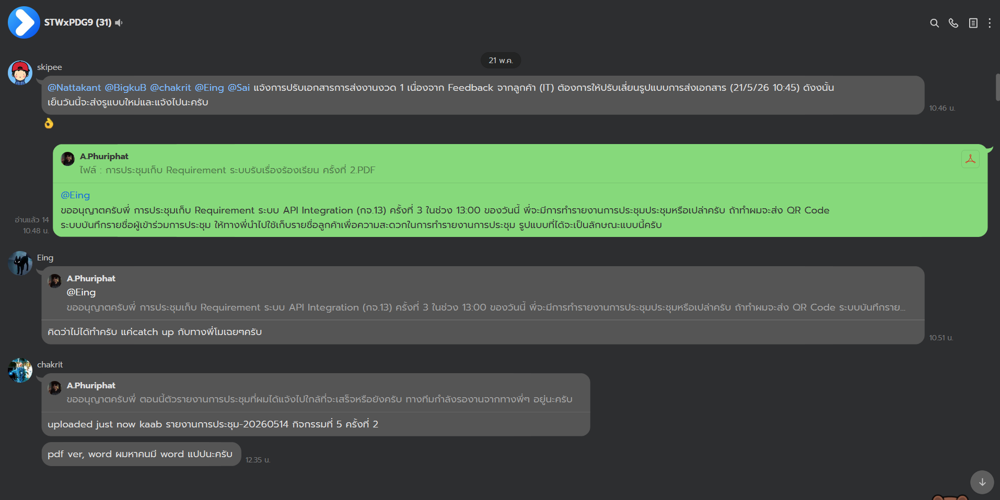 STWxPDG9 (31)
21 พ.ค.
skipee
@Nattakant @BigkuB @chakrit @Eing @Sai แจ้งการปรับเอกสารการส่งงานงวด 1 เนื่องจาก Feedback จากลูกค้า (IT) ต้องการให้ปรับเลี่ยนรูปแบบการส่งเอกสาร (21/5/26 10:45) ดังงนั้น
เย็นวันนี้จะส่งรูแบบใหม่และแจ้งไปนะครับ
10.46 น.
A.Phuriphat
ไฟล์ : การประชุมเก็บ Requirement ระบบรับเรื่องร้องเรียน ครั้งที่ 2.PDF
@Eing
ขออนุญาตครับพี่ การประชุมเก็บ Requirement ระบบ API Integration (กจ.13) ครั้งที่ 3 ในช่วง 13:00 ของวันนี้ พี่จะมีการทำรายงานการประชุมประชุมหรือเปล่าครับ ถ้าทำผมจะส่ง QR Code
ระบบบันทึกรายชื่อผู้เข้าร่วมการประชุม ให้ทางพี่นำไปใช้เก็บรายชื่อลูกค้าเพื่อความสะดวกในการทำรายงานการประชุม รูปแบบที่ได้จะเป็นลักษณะแบบนี้ครับ
อ่านแล้ว 14
10.48 น.
Eing
A.Phuriphat
@Eing
ขออนุญาตครับพี่ การประชุมเก็บ Requirement ระบบ API Integration (กจ.13) ครั้งที่ 3 ในช่วง 13:00 ของวันนี้ พี่จะมีการทำรายงานการประชุมประชุมหรือเปล่าครับ ถ้าทำผมจะส่ง QR Code ระบบบันทึกราย...
คิดว่าไม่ได้ทำครับ แค่catch up กับทางพี่โมเฉยๆครับ
10.51 น.
chakrit
A.Phuriphat
ขออนุญาตครับพี่ ตอนนี้ตัวรายงานการประชุมที่ผมได้แจ้งไปใกล้ที่จะเสร็จหรือยังครับ ทางทีมกำลังรองานจากทางพี่ๆ อยู่นะครับ
uploaded just now kaab รายงานการประชุม-20260514 กิจกรรมที่ 5 ครั้งที่ 2
pdf ver, word ผมหาคนมี word แปปนะครับ
12.35 น.